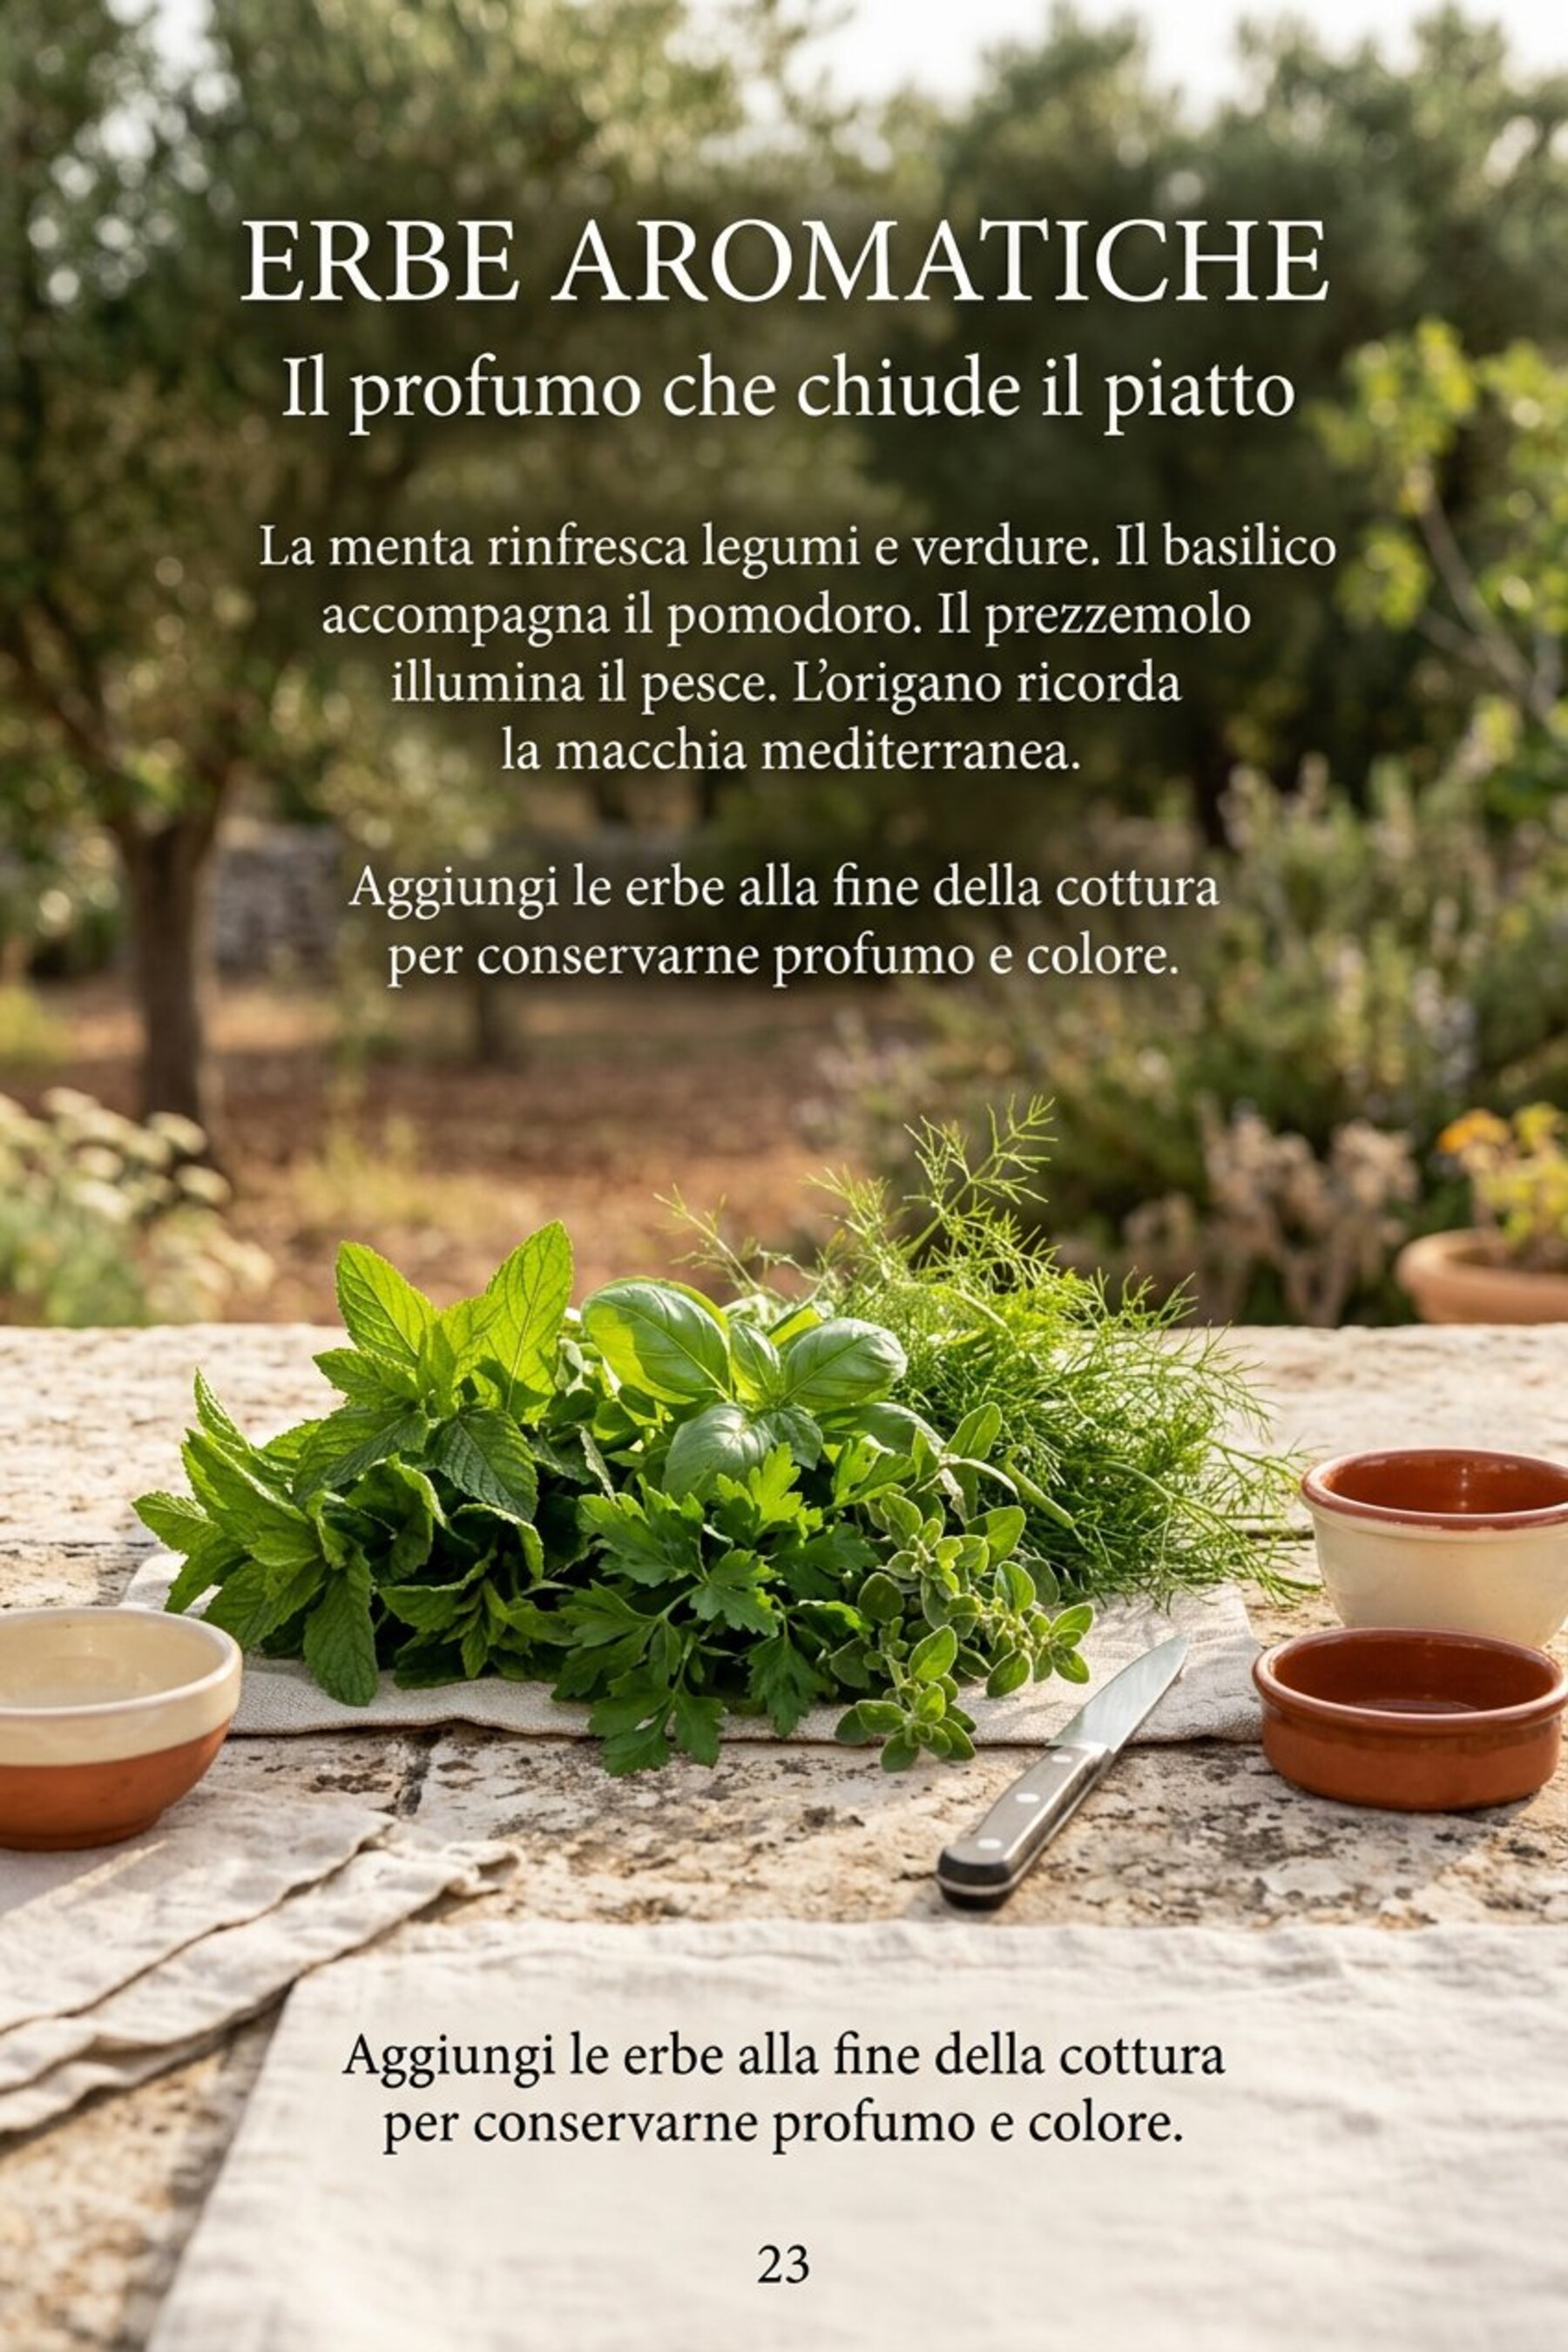 ERBE AROMATICHE
Il profumo che chiude il piatto
La menta rinfresca legumi e verdure. Il basilico
accompagna il pomodoro. Il prezzemolo
illumina il pesce. L’origano ricorda
la macchia mediterranea.
Aggiungi le erbe alla fine della cottura
per conservarne profumo e colore.
Aggiungi le erbe alla fine della cottura
per conservarne profumo e colore.
23